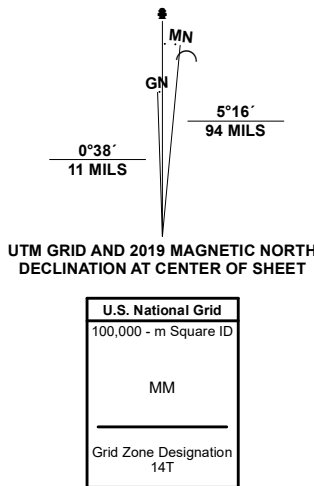 MN
GN
5°16´
94 MILS
0°38´
11 MILS
UTM GRID AND 2019 MAGNETIC NORTH
DECLINATION AT CENTER OF SHEET
U.S. National Grid
100,000 - m Square ID
MM
Grid Zone Designation
14T